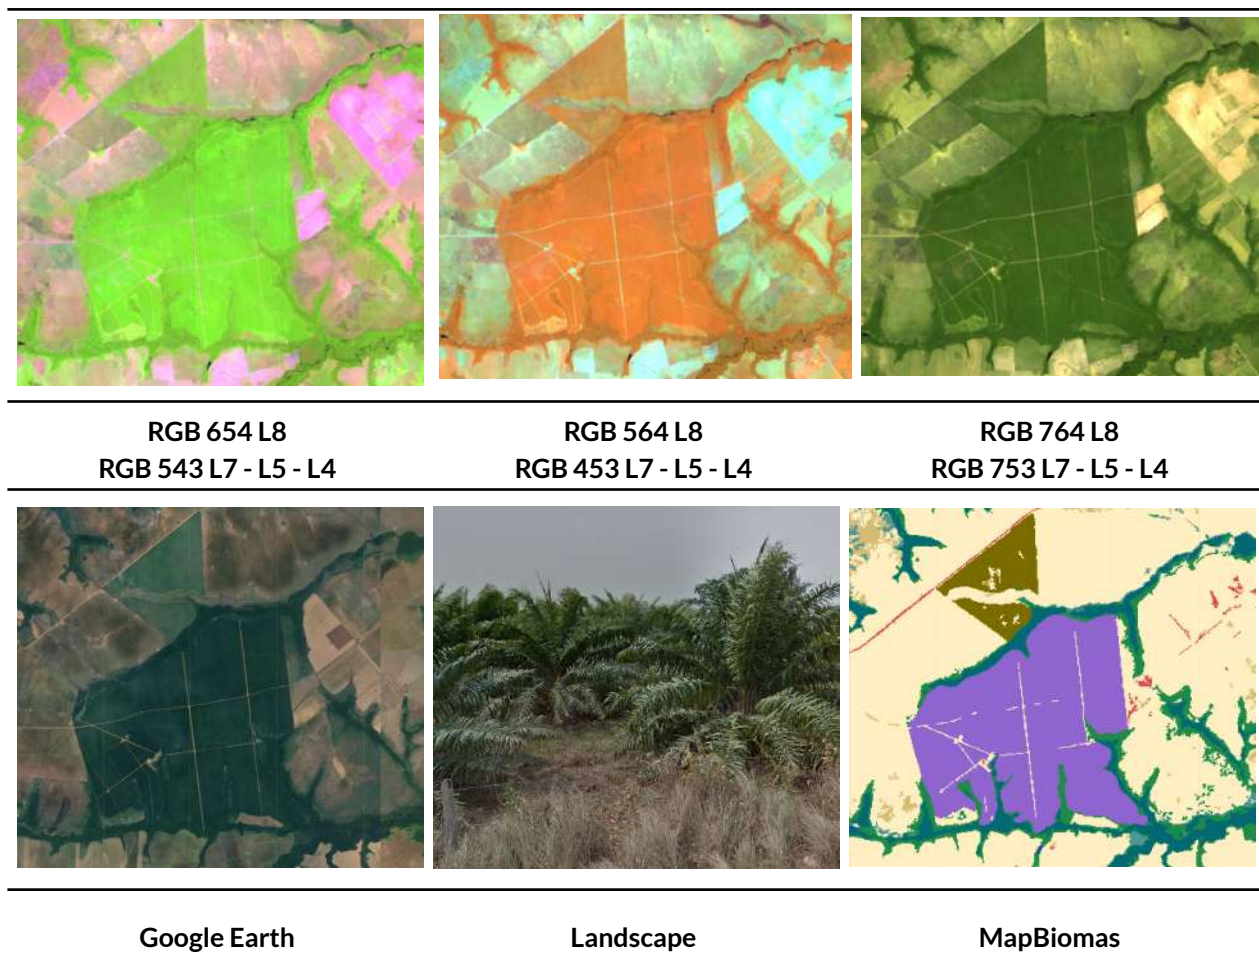 RGB 654 L8
RGB 543 L7 - L5 - L4
RGB 564 L8
RGB 453 L7 - L5 - L4
RGB 764 L8
RGB 753 L7 - L5 - L4
Google Earth
Landscape
MapBiomas